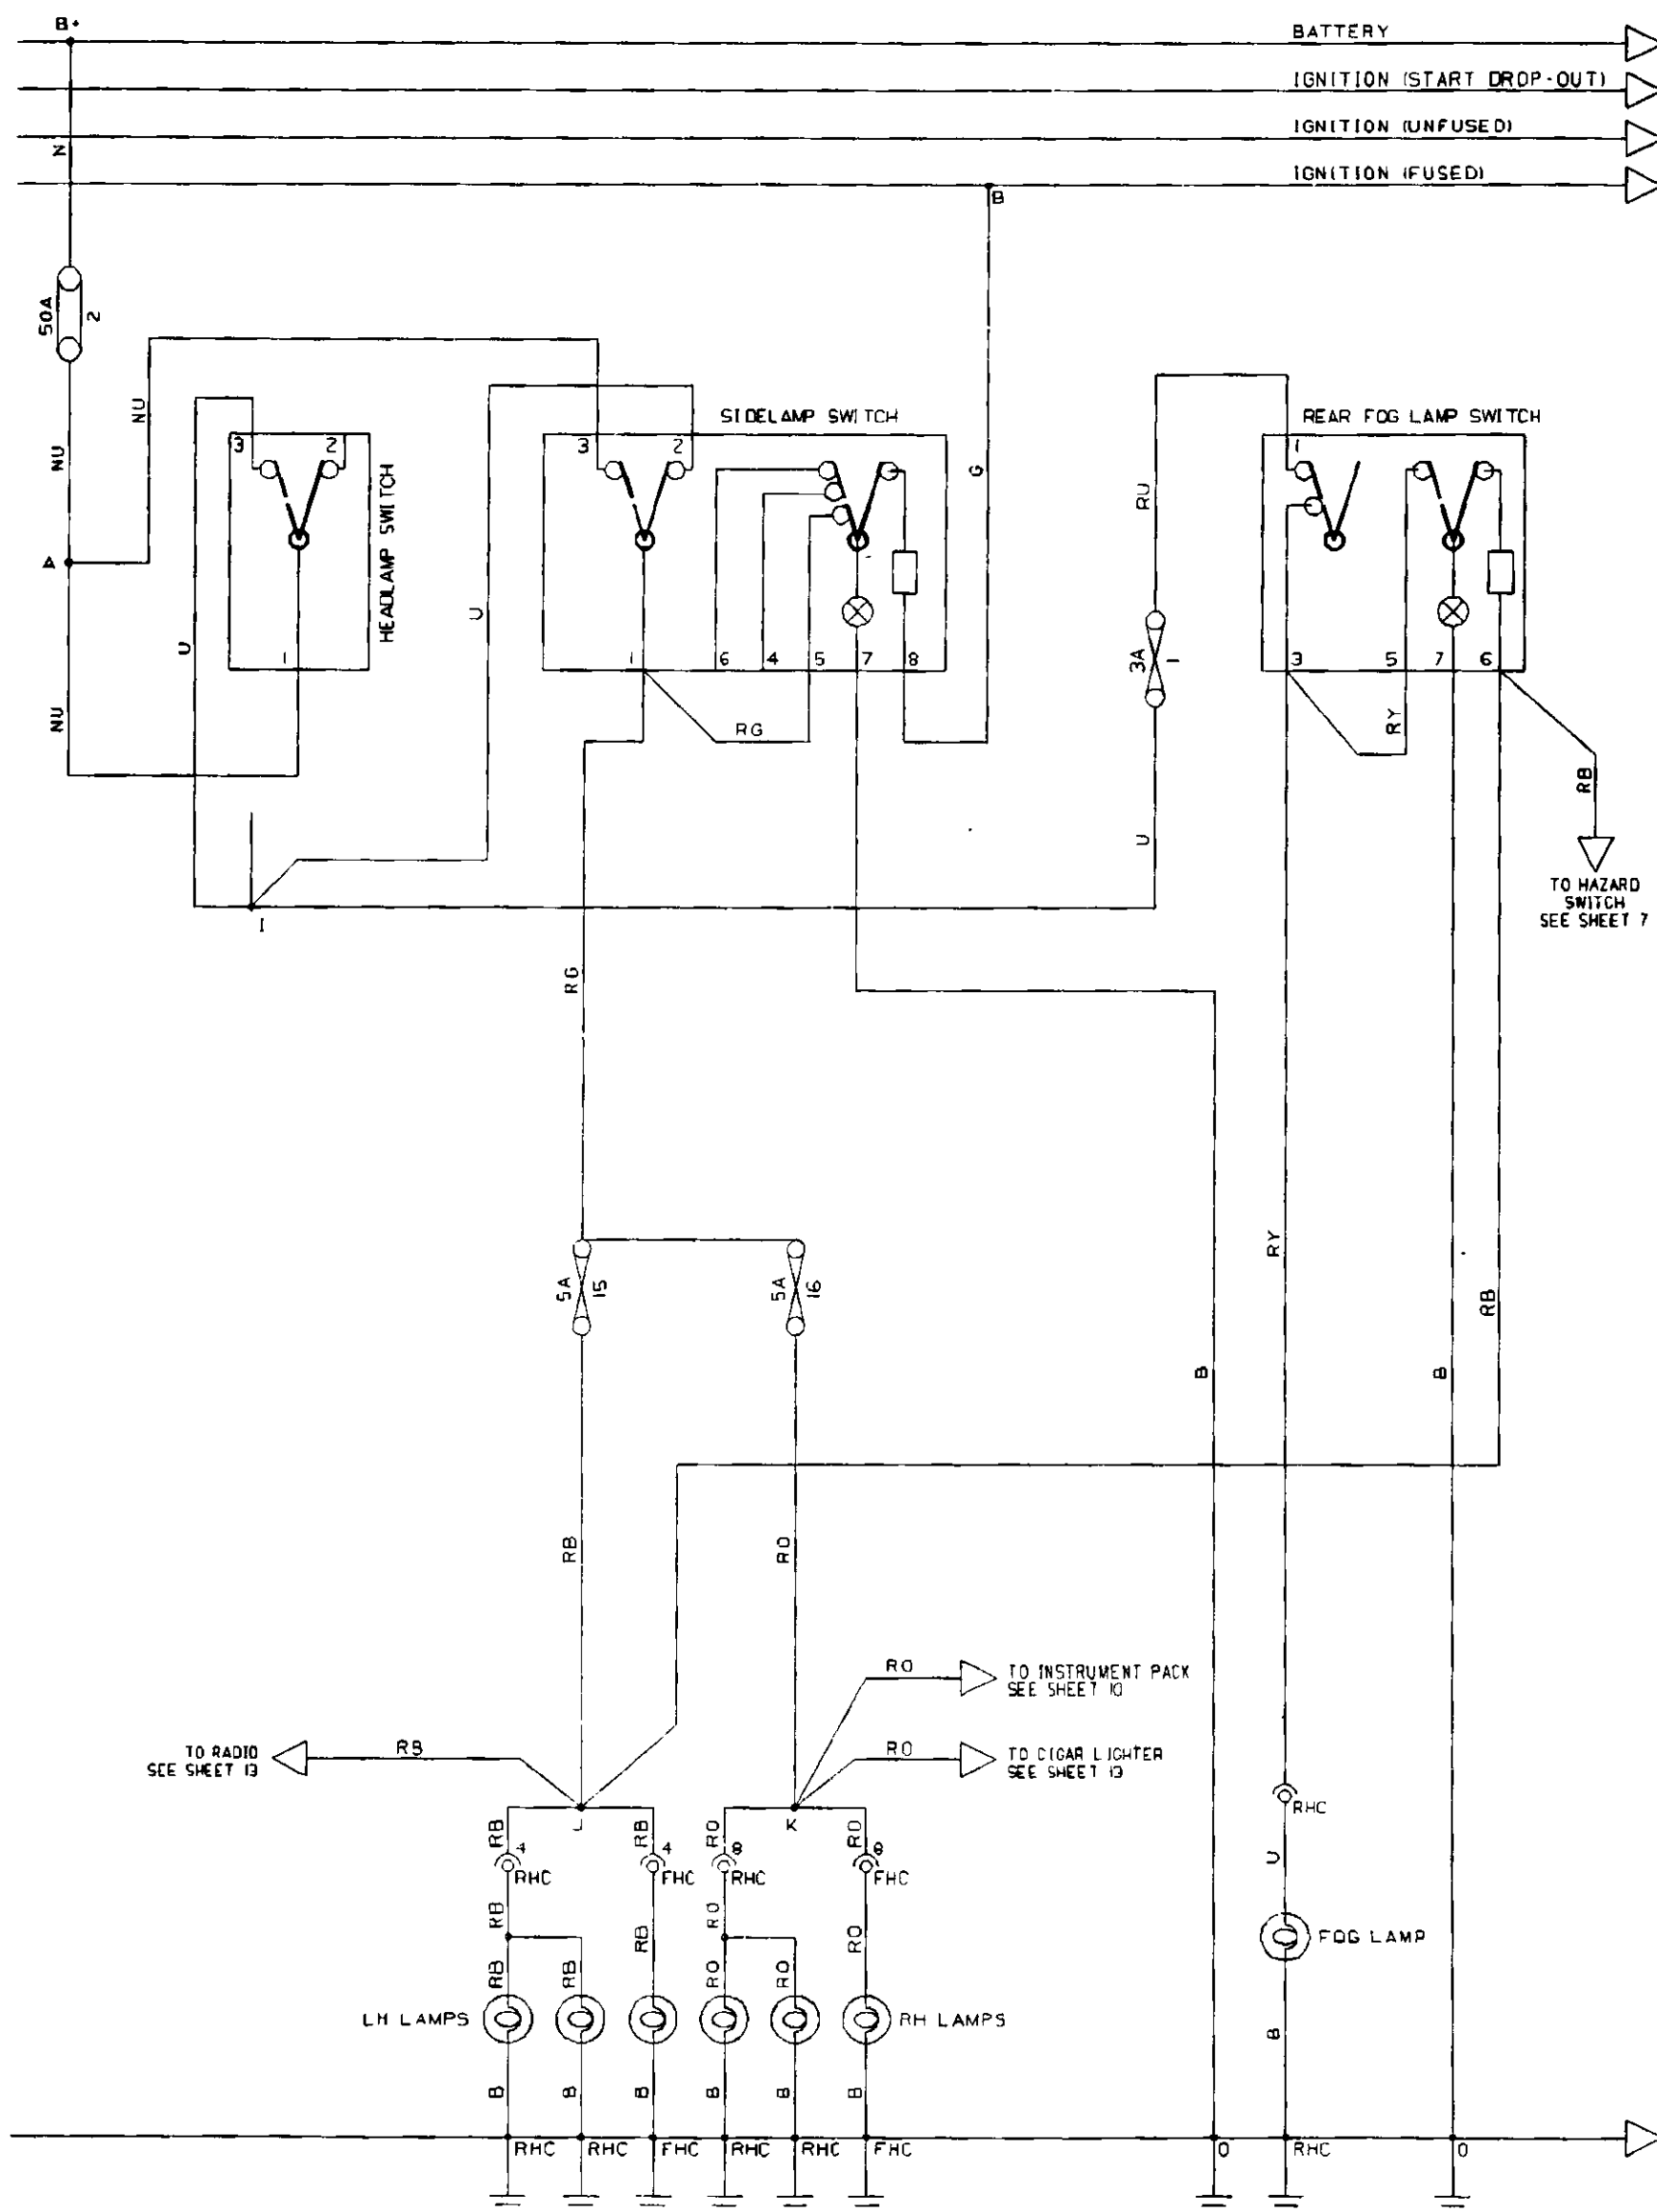 B+
BATTERY
IGNITION (START DROP-OUT)
N
IGNITION (UNFUSED)
IGNITION (FUSED)
B
50A
2
NU
NU
SIDELAMP SWITCH
REAR FOG LAMP SWITCH
3
2
3
2
1
HEADLAMP SWITCH
G
RU
A
U
U
3A
1
1
1
6
4
5
7
8
3
5
7
6
NU
RG
RY
RB
U
TO HAZARD
SWITCH
SEE SHEET 7
I
RG
RY
5A
15
5A
16
RB
B
B
RB
RO
RO
TO INSTRUMENT PACK
SEE SHEET 10
TO RADIO
SEE SHEET 13
RB
RO
TO CIGAR LIGHTER
SEE SHEET 13
RHC
J
K
RB
4
RHC
RB
4
FHC
RO
8
RHC
RO
8
FHC
U
RB
RB
RO
RO
FOG LAMP
RB
RB
RO
RO
LH LAMPS
RH LAMPS
B
B
B
B
B
B
B
RHC
RHC
FHC
RHC
RHC
FHC
O
RHC
O